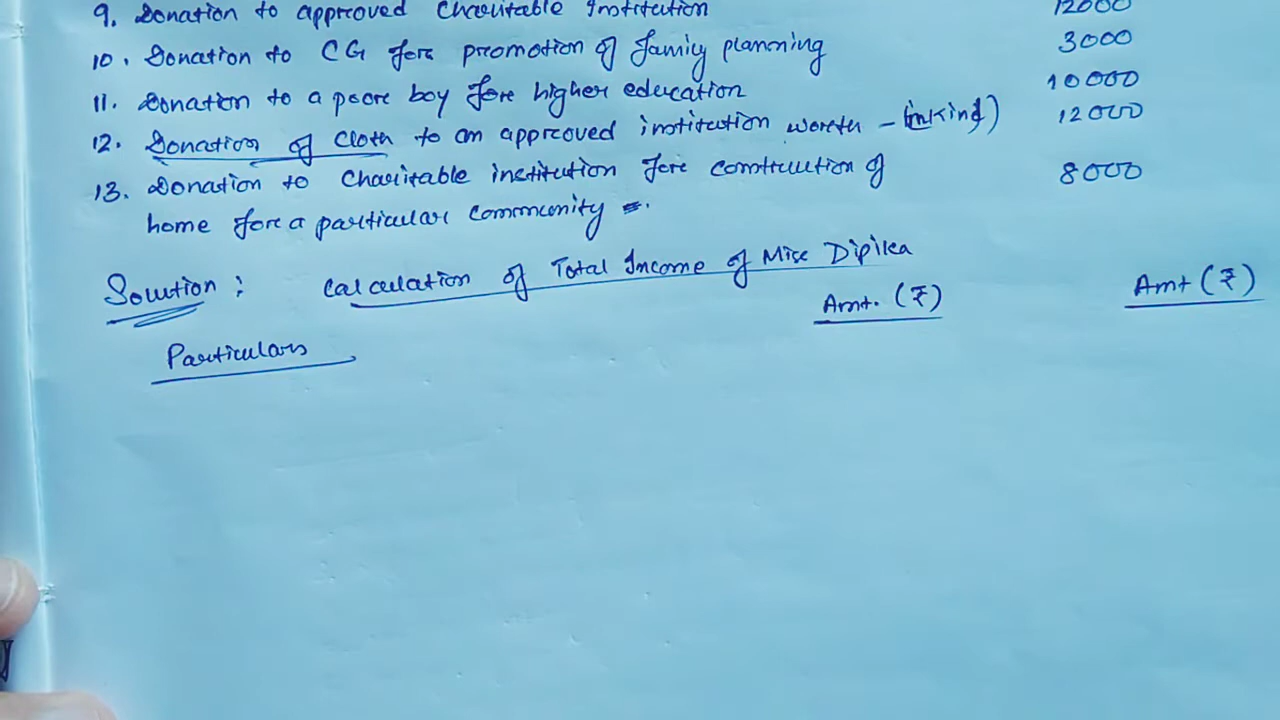 9. Donation to approved Charitable Institution 12000
10. Donation to CG for promotion of famiy planning 3000
11. Donation to a poor boy for higher education 10000
12. Donation of Cloth to an approved institution worth - (inkind) 12000
13. Donation to Charitable institution for construction of 8000
home for a particular community
Solution : Calculation of Total Income of Miss Dipika
Amt. (₹) Amt (₹)
Particulars